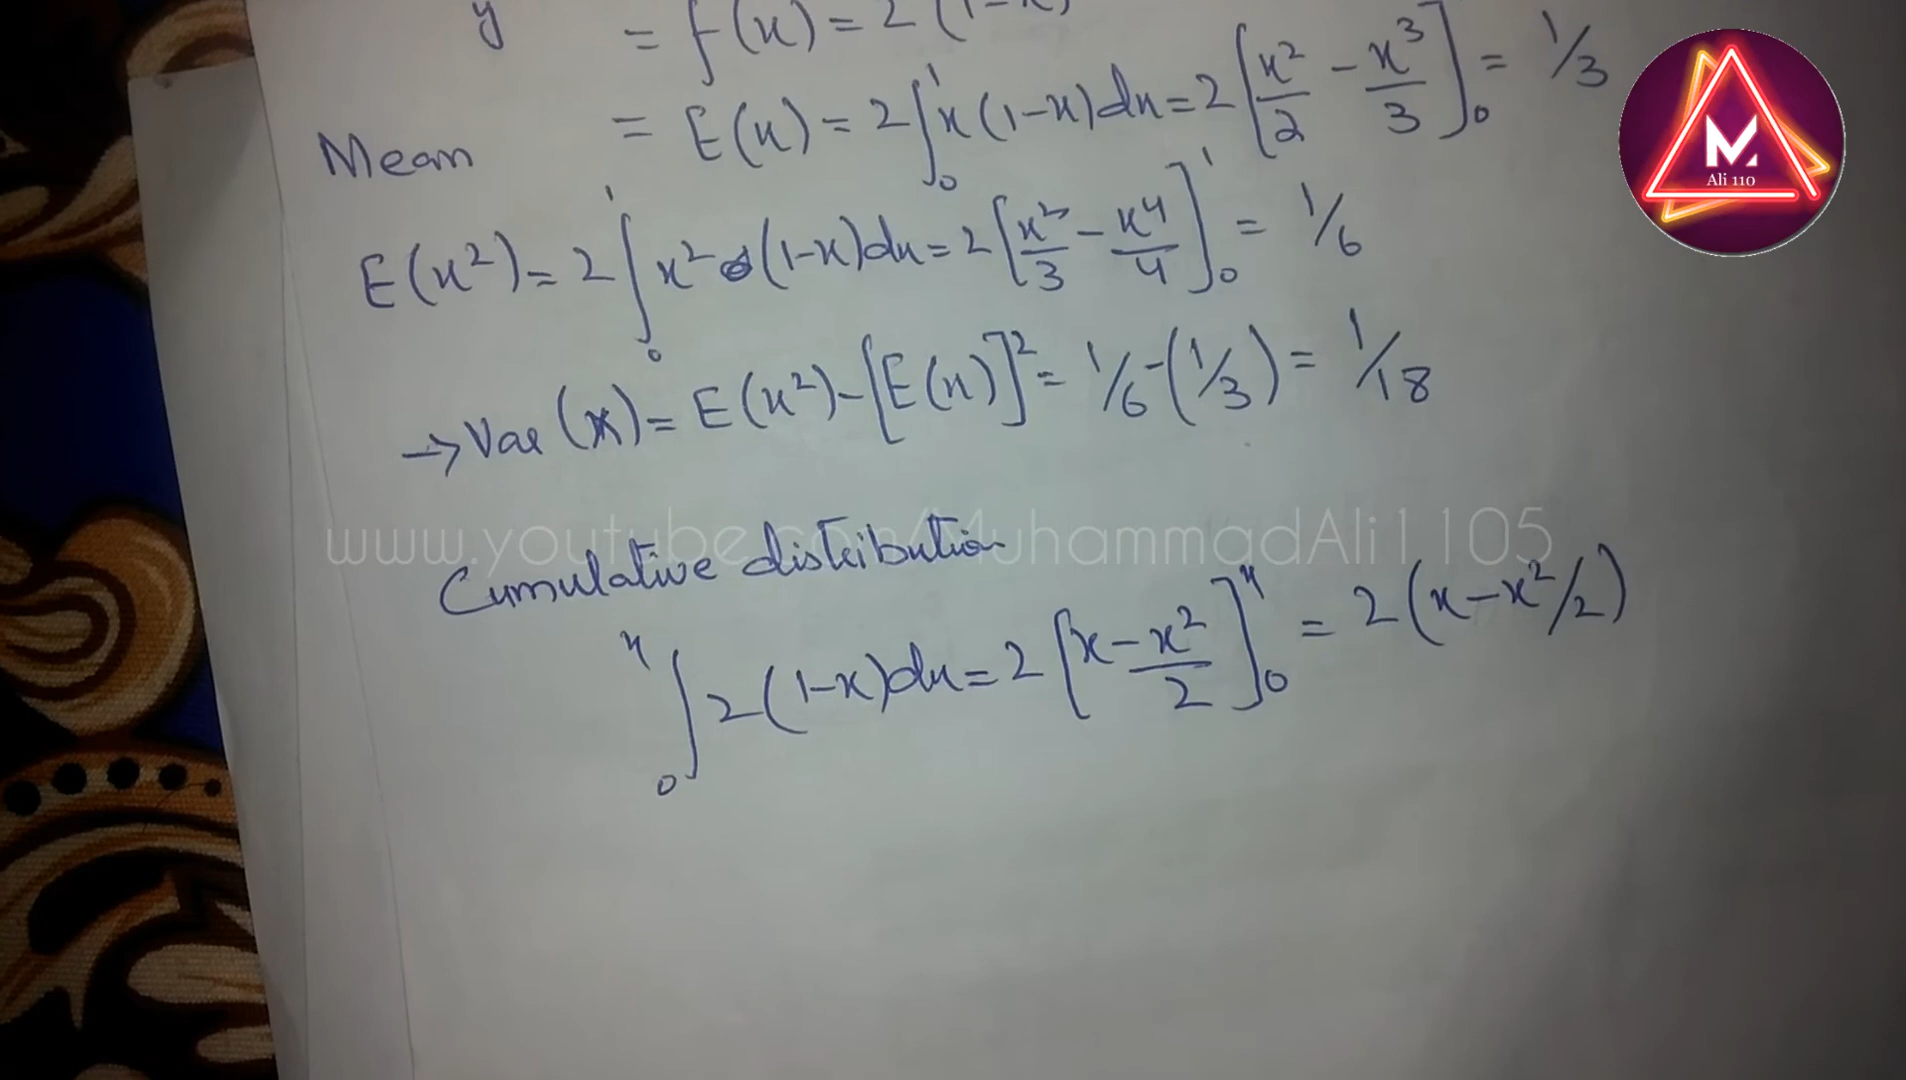 y = f(x) = 2(1-x)
Mean = E(x) = 2∫₀¹ x(1-x)dx = 2[x²/2 - x³/3]₀¹ = 1/3
M.
Ali 110
E(x²) = 2∫₀¹ x² (1-x)dx = 2[x²/3 - x⁴/4]₀¹ = 1/6
→ Var(x) = E(x²) - [E(x)]² = 1/6 - (1/3) = 1/18
www.youtube.com/MuhammadAli1105
Cumulative distribution
∫₀ˣ 2(1-x)dx = 2[x - x²/2]₀ˣ = 2(x - x²/2)